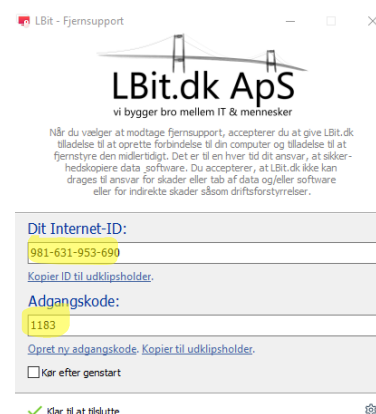 LBit - Fjernsupport
LBit.dk ApS
vi bygger bro mellem IT & mennesker
Når du vælger at modtage fjernsupport, accepterer du at give LBit.dk
tilladelse til at oprette forbindelse til din computer og tilladelse til at
fjernstyre den midlertidigt. Det er til en hver tid dit ansvar, at sikker-
hedskopiere data_software. Du accepterer, at LBit.dk ikke kan
drages til ansvar for skader eller tab af data og/eller software
eller for indirekte skader såsom driftsforstyrrelser.
Dit Internet-ID:
981-631-953-690
Kopier ID til udklipsholder.
Adgangskode:
1183
Opret ny adgangskode. Kopier til udklipsholder.
Kør efter genstart
Klar til at tilslutte